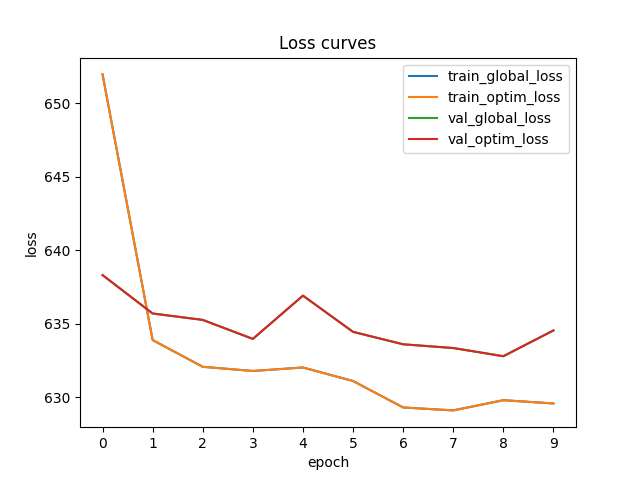 Loss curves
train_global_loss
train_optim_loss
val_global_loss
val_optim_loss
650
645
640
635
630
loss
0 1 2 3 4 5 6 7 8 9
epoch